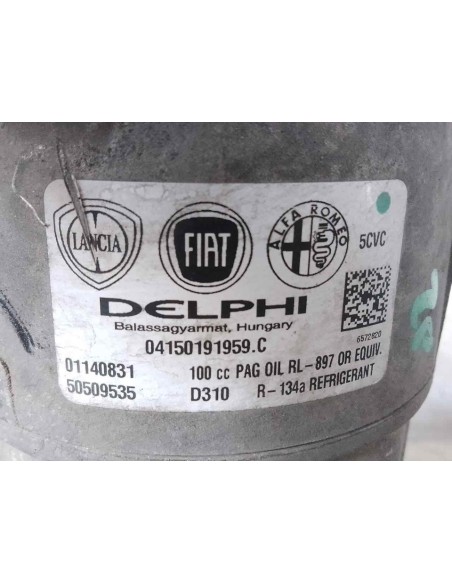 LANCIA
FIAT
ALFA ROMEO
5CVC
DELPHI
Balassagyarmat, Hungary
6572820
04150191959.C
01140831 100 cc PAG OIL RL-897 OR EQUIV.
50509535 D310 R-134a REFRIGERANT